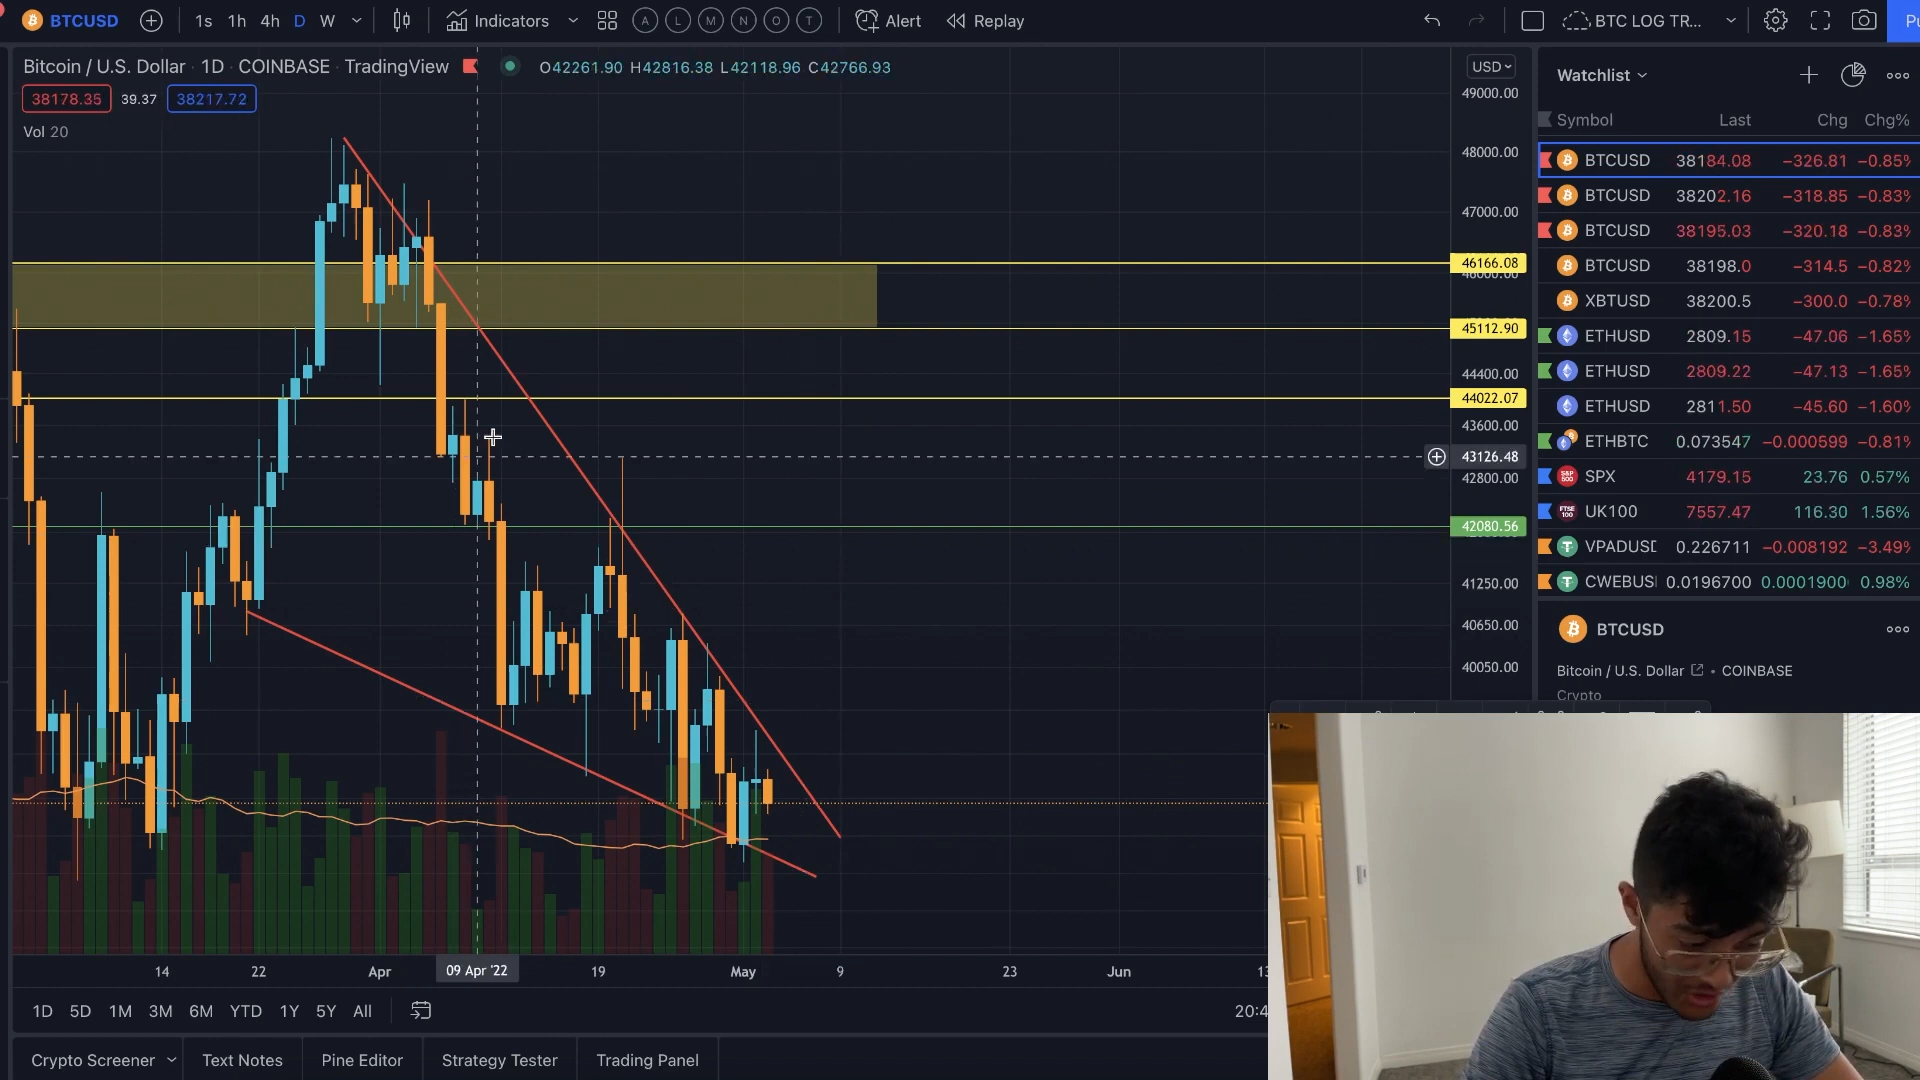 BTCUSD 1s 1h 4h D W Indicators A L M N O T Alert Replay BTC LOG TR... Pu
Bitcoin / U.S. Dollar · 1D · COINBASE · TradingView O42261.90 H42816.38 L42118.96 C42766.93
38178.35 39.37 38217.72
Vol 20
USD
49000.00
48000.00
47000.00
46166.08
45112.90
44400.00
44022.07
43600.00
43126.48
42800.00
42080.56
41250.00
40650.00
40050.00
14 22 Apr 09 Apr '22 19 May 9 23 Jun 13
1D 5D 1M 3M 6M YTD 1Y 5Y All 20:4
Crypto Screener Text Notes Pine Editor Strategy Tester Trading Panel
Watchlist
Symbol Last Chg Chg%
BTCUSD 38184.08 −326.81 −0.85%
BTCUSD 38202.16 −318.85 −0.83%
BTCUSD 38195.03 −320.18 −0.83%
BTCUSD 38198.0 −314.5 −0.82%
XBTUSD 38200.5 −300.0 −0.78%
ETHUSD 2809.15 −47.06 −1.65%
ETHUSD 2809.22 −47.13 −1.65%
ETHUSD 2811.50 −45.60 −1.60%
ETHBTC 0.073547 −0.000599 −0.81%
SPX 4179.15 23.76 0.57%
UK100 7557.47 116.30 1.56%
VPADUSD 0.226711 −0.008192 −3.49%
CWEBUS 0.0196700 0.0001900 0.98%
BTCUSD
Bitcoin / U.S. Dollar • COINBASE
Crypto